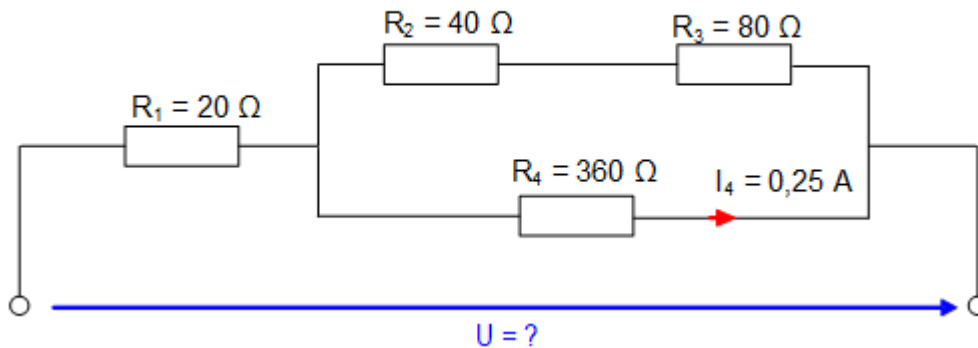 R₂ = 40 Ω
R₃ = 80 Ω
R₁ = 20 Ω
R₄ = 360 Ω
I₄ = 0,25 A
U = ?